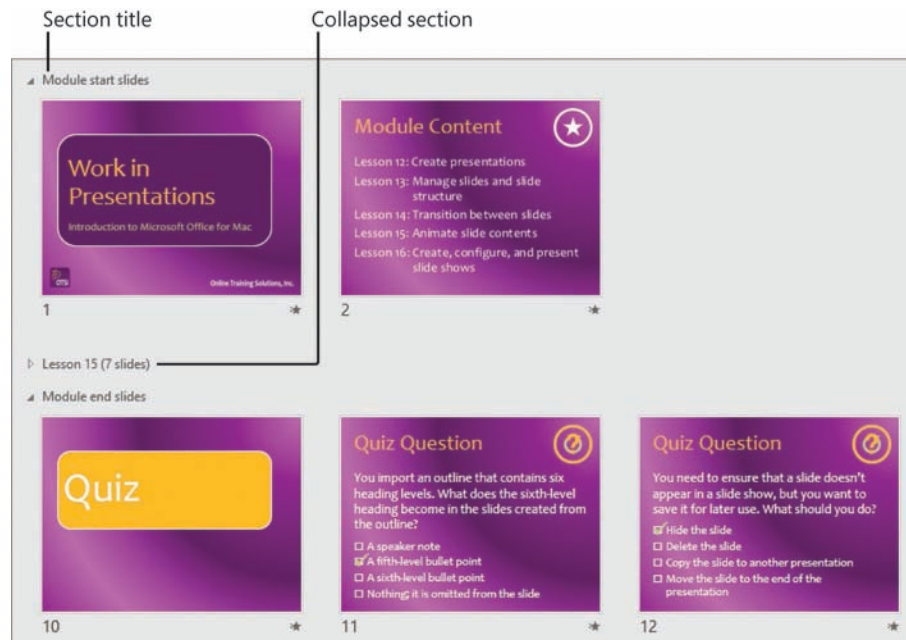 Section title
Collapsed section
Module start slides
Work in
Presentations
Introduction to Microsoft Office for Mac
OTSI
Online Training Solutions, Inc.
1
Module Content
Lesson 12: Create presentations
Lesson 13: Manage slides and slide
structure
Lesson 14: Transition between slides
Lesson 15: Animate slide contents
Lesson 16: Create, configure, and present
slide shows
2
Lesson 15 (7 slides)
Module end slides
Quiz
10
Quiz Question
You import an outline that contains six
heading levels. What does the sixth-level
heading become in the slides created from
the outline?
A speaker note
A fifth-level bullet point
A sixth-level bullet point
Nothing; it is omitted from the slide
11
Quiz Question
You need to ensure that a slide doesn't
appear in a slide show, but you want to
save it for later use. What should you do?
Hide the slide
Delete the slide
Copy the slide to another presentation
Move the slide to the end of the
presentation
12